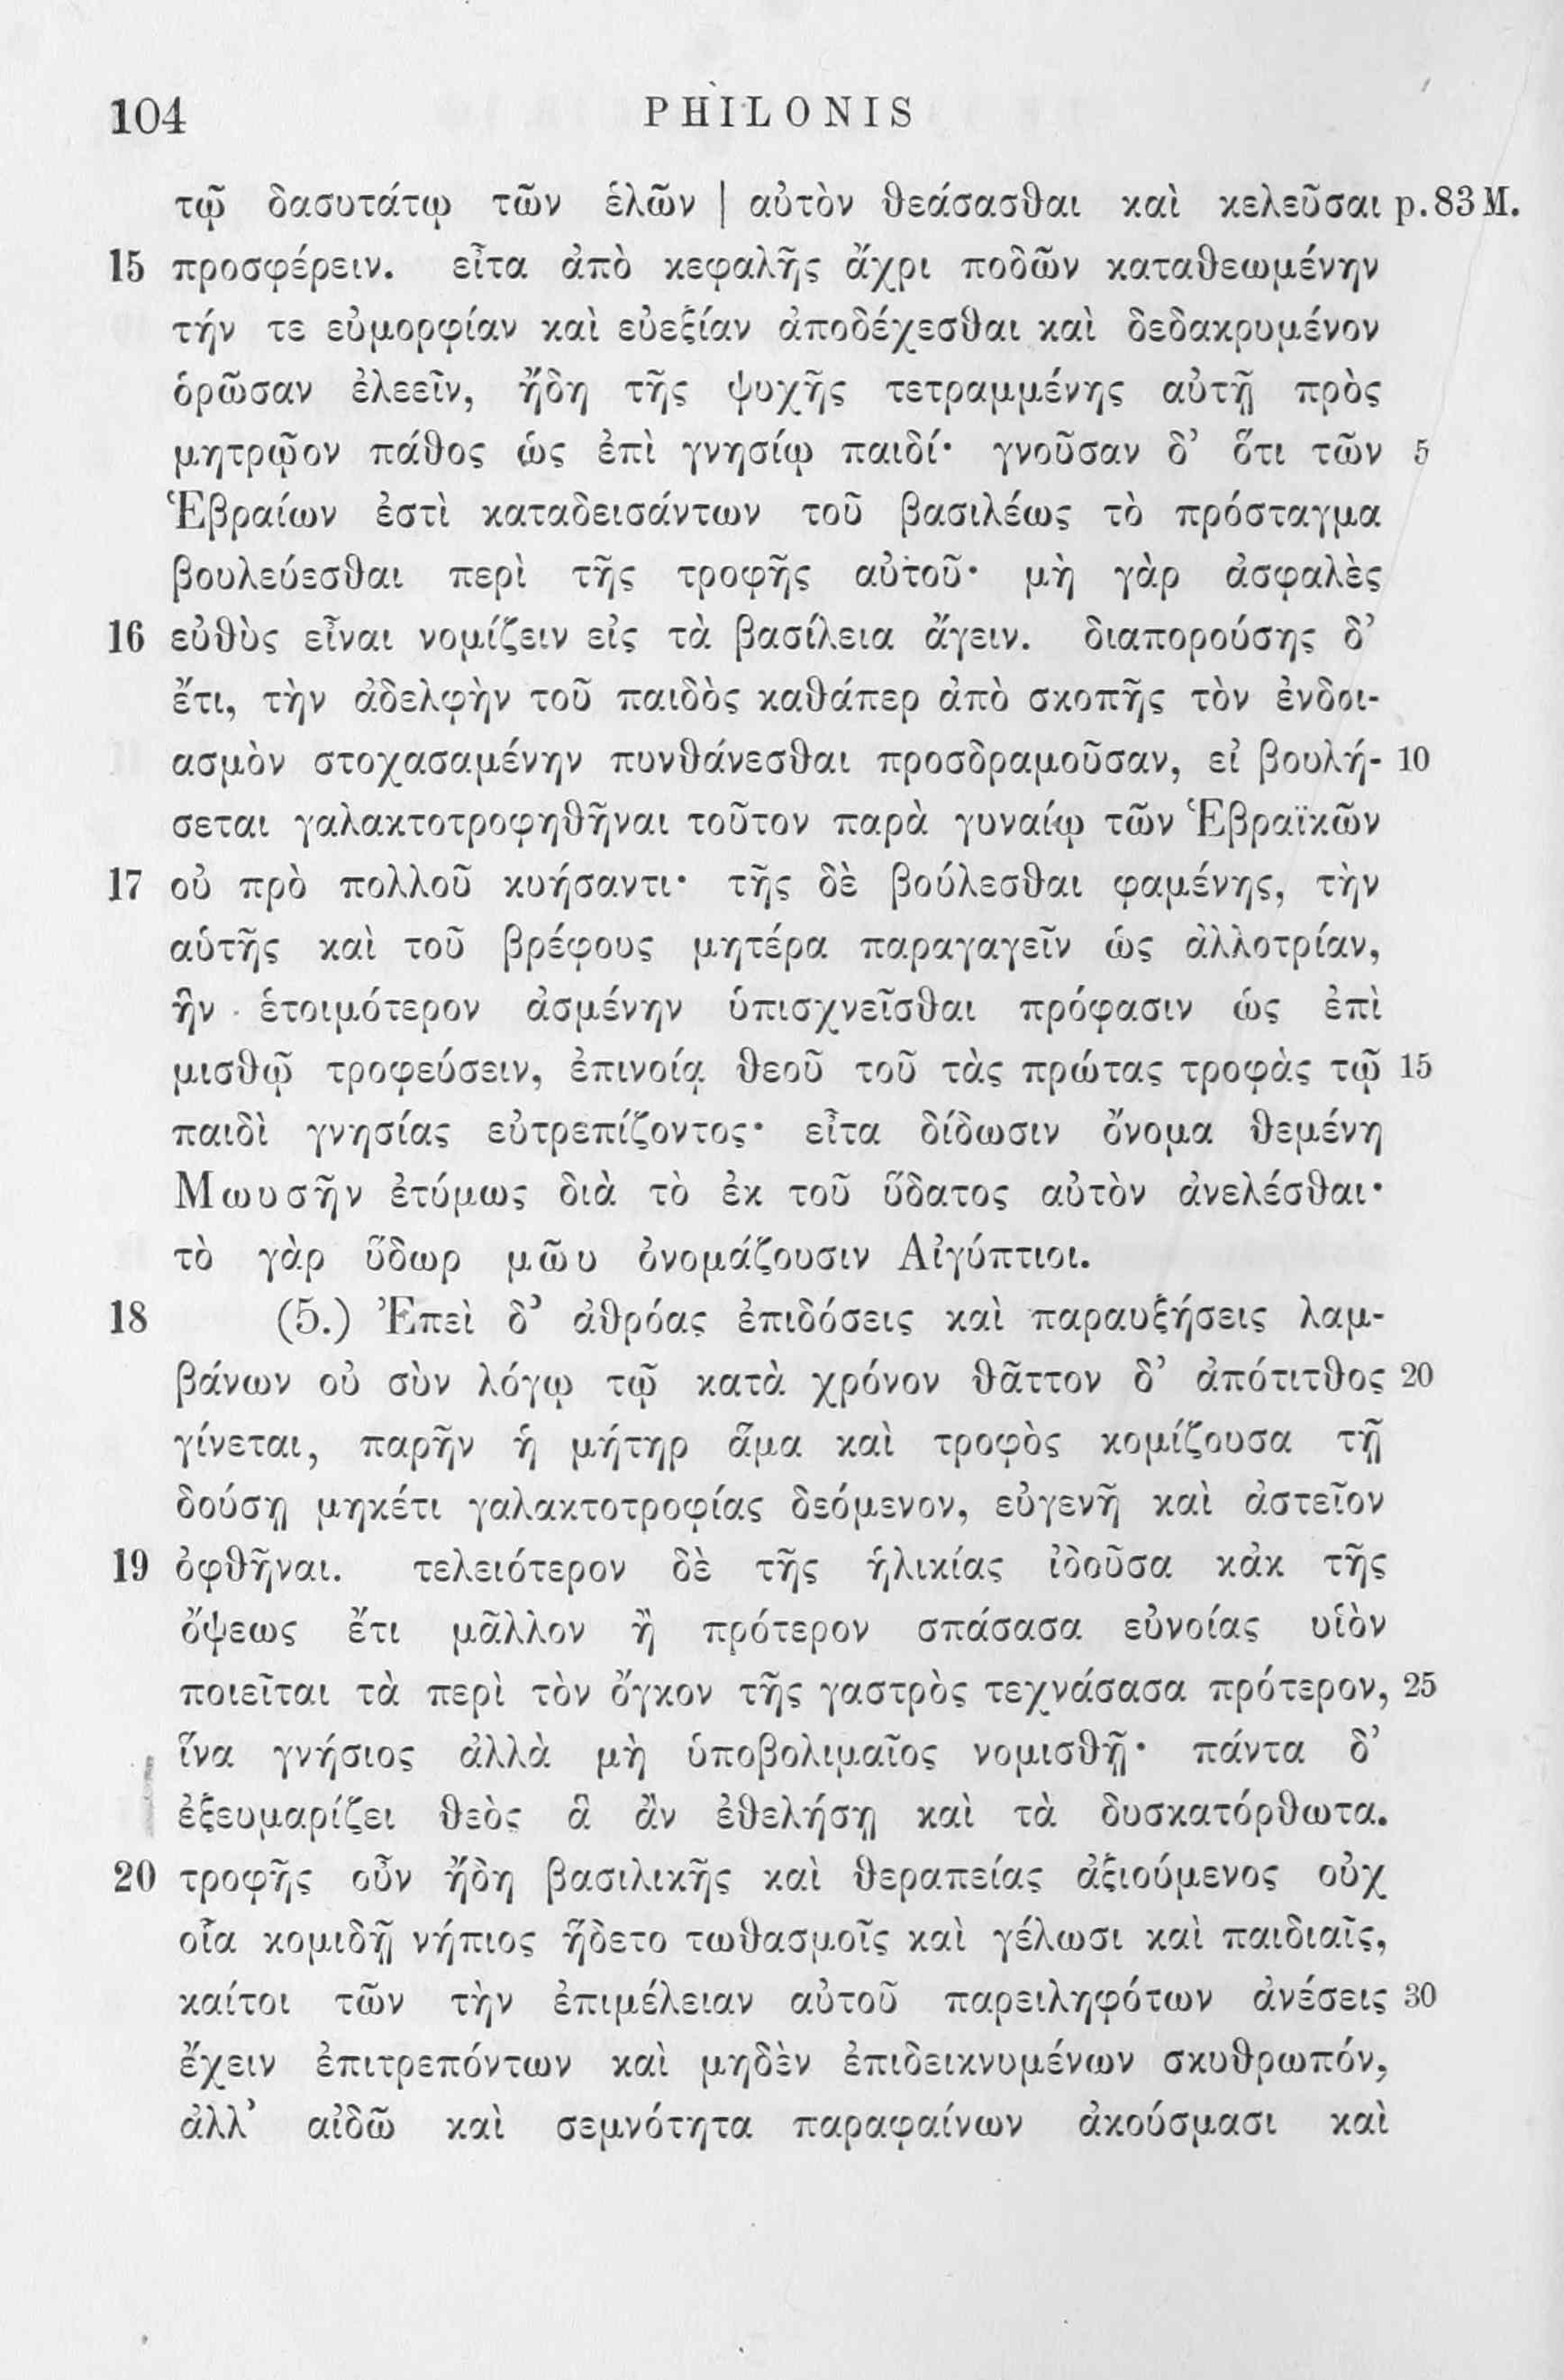 104 PHILONIS
τῷ δασυτάτῳ τῶν ἑλῶν | αὐτὸν θεάσασθαι καὶ κελεῦσαι p. 83 M.
15 προσφέρειν. εἶτα ἀπὸ κεφαλῆς ἄχρι ποδῶν καταθεωμένην
τήν τε εὐμορφίαν καὶ εὐεξίαν ἀποδέχεσθαι καὶ δεδακρυμένον
ὁρῶσαν ἐλεεῖν, ἤδη τῆς ψυχῆς τετραμμένης αὐτῇ πρὸς
μητρῷον πάθος ὡς ἐπὶ γνησίῳ παιδί· γνοῦσαν δ’ ὅτι τῶν 5
Ἑβραίων ἐστὶ καταδεισάντων τοῦ βασιλέως τὸ πρόσταγμα
βουλεύεσθαι περὶ τῆς τροφῆς αὐτοῦ· μὴ γὰρ ἀσφαλὲς
16 εὐθὺς εἶναι νομίζειν εἰς τὰ βασίλεια ἄγειν. διαπορούσης δ’
ἔτι, τὴν ἀδελφὴν τοῦ παιδὸς καθάπερ ἀπὸ σκοπῆς τὸν ἐνδοι-
ασμὸν στοχασαμένην πυνθάνεσθαι προσδραμοῦσαν, εἰ βουλή- 10
σεται γαλακτοτροφηθῆναι τοῦτον παρὰ γυναίῳ τῶν Ἑβραϊκῶν
17 οὐ πρὸ πολλοῦ κυήσαντι· τῆς δὲ βούλεσθαι φαμένης, τὴν
αὑτῆς καὶ τοῦ βρέφους μητέρα παραγαγεῖν ὡς ἀλλοτρίαν,
ἣν ἑτοιμότερον ἀσμένην ὑπισχνεῖσθαι πρόφασιν ὡς ἐπὶ
μισθῷ τροφεύσειν, ἐπινοίᾳ θεοῦ τοῦ τὰς πρώτας τροφὰς τῷ 15
παιδὶ γνησίας εὐτρεπίζοντος· εἶτα δίδωσιν ὄνομα θεμένη
Μωυσῆν ἐτύμως διὰ τὸ ἐκ τοῦ ὕδατος αὐτὸν ἀνελέσθαι·
τὸ γὰρ ὕδωρ μῶυ ὀνομάζουσιν Αἰγύπτιοι.
18 (5.) Ἐπεὶ δ’ ἀθρόας ἐπιδόσεις καὶ παραυξήσεις λαμ-
βάνων οὐ σὺν λόγῳ τῷ κατὰ χρόνον θᾶττον δ’ ἀπότιτθος 20
γίνεται, παρῆν ἡ μήτηρ ἅμα καὶ τροφὸς κομίζουσα τῇ
δούσῃ μηκέτι γαλακτοτροφίας δεόμενον, εὐγενῆ καὶ ἀστεῖον
19 ὀφθῆναι. τελειότερον δὲ τῆς ἡλικίας ἰδοῦσα κἀκ τῆς
ὄψεως ἔτι μᾶλλον ἢ πρότερον σπάσασα εὐνοίας υἱὸν
ποιεῖται τὰ περὶ τὸν ὄγκον τῆς γαστρὸς τεχνάσασα πρότερον, 25
ἵνα γνήσιος ἀλλὰ μὴ ὑποβολιμαῖος νομισθῇ· πάντα δ’
ἐξευμαρίζει θεὸς ἃ ἂν ἐθελήσῃ καὶ τὰ δυσκατόρθωτα.
20 τροφῆς οὖν ἤδη βασιλικῆς καὶ θεραπείας ἀξιούμενος οὐχ
οἷα κομιδῇ νήπιος ἥδετο τωθασμοῖς καὶ γέλωσι καὶ παιδιαῖς,
καίτοι τῶν τὴν ἐπιμέλειαν αὐτοῦ παρειληφότων ἀνέσεις 30
ἔχειν ἐπιτρεπόντων καὶ μηδὲν ἐπιδεικνυμένων σκυθρωπόν,
ἀλλ’ αἰδῶ καὶ σεμνότητα παραφαίνων ἀκούσμασι καὶ